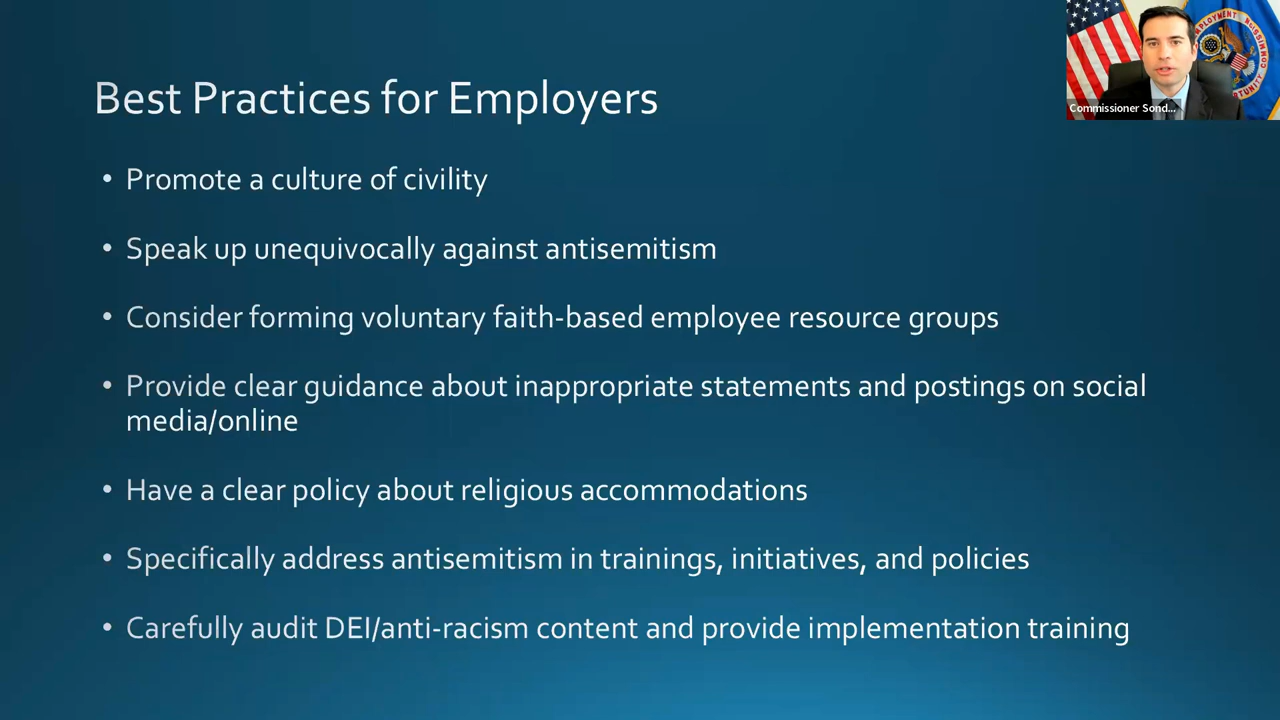 Best Practices for Employers
Commissioner Sond...
• Promote a culture of civility
• Speak up unequivocally against antisemitism
• Consider forming voluntary faith-based employee resource groups
• Provide clear guidance about inappropriate statements and postings on social
media/online
• Have a clear policy about religious accommodations
• Specifically address antisemitism in trainings, initiatives, and policies
• Carefully audit DEI/anti-racism content and provide implementation training